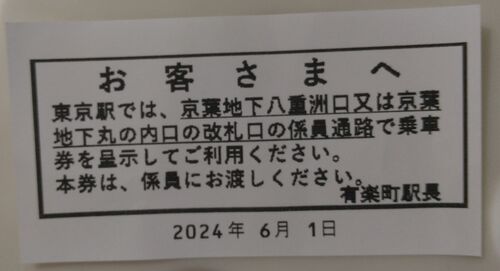 お客さまへ
東京駅では、京葉地下八重洲口又は京葉
地下丸の内口の改札口の係員通路で乗車
券を呈示してご利用ください。
本券は、係員にお渡しください。
有楽町駅長
2024年 6月 1日